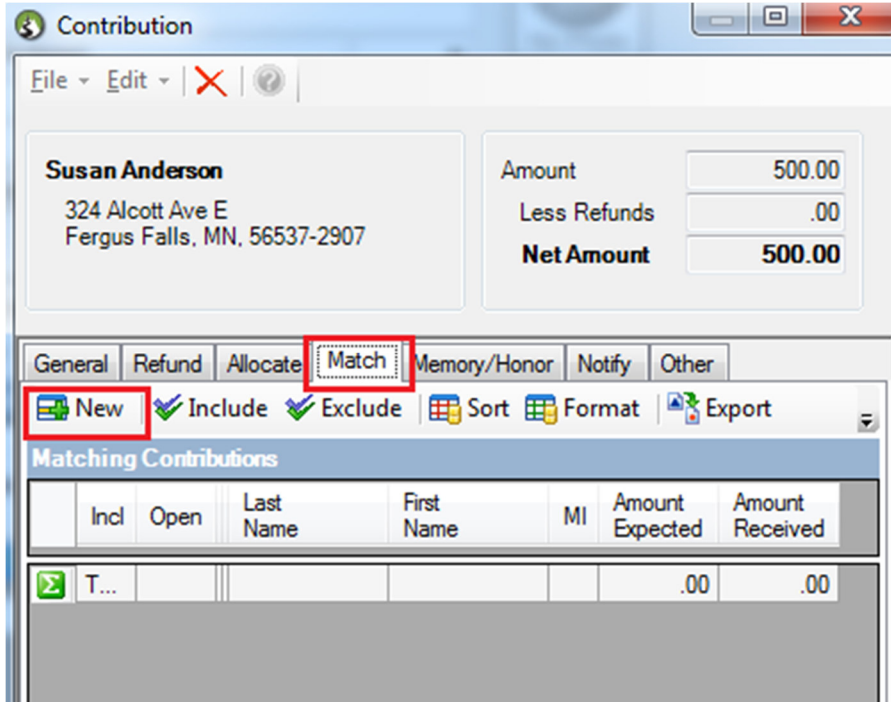 Contribution
File Edit
Susan Anderson
324 Alcott Ave E
Fergus Falls, MN, 56537-2907
Amount 500.00
Less Refunds .00
Net Amount 500.00
General Refund Allocate Match Memory/Honor Notify Other
New Include Exclude Sort Format Export
Matching Contributions
Incl Open Last Name First Name MI Amount Expected Amount Received
Σ T... .00 .00